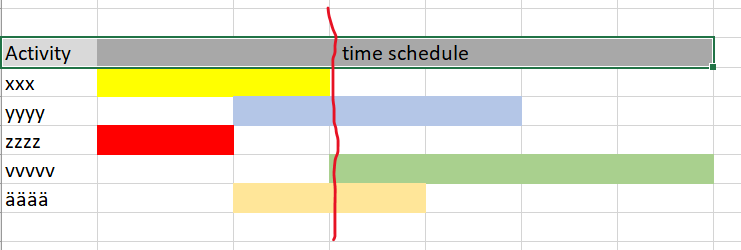 Activity time schedule
xxx
yyyy
zzzz
vvvvv
ääää